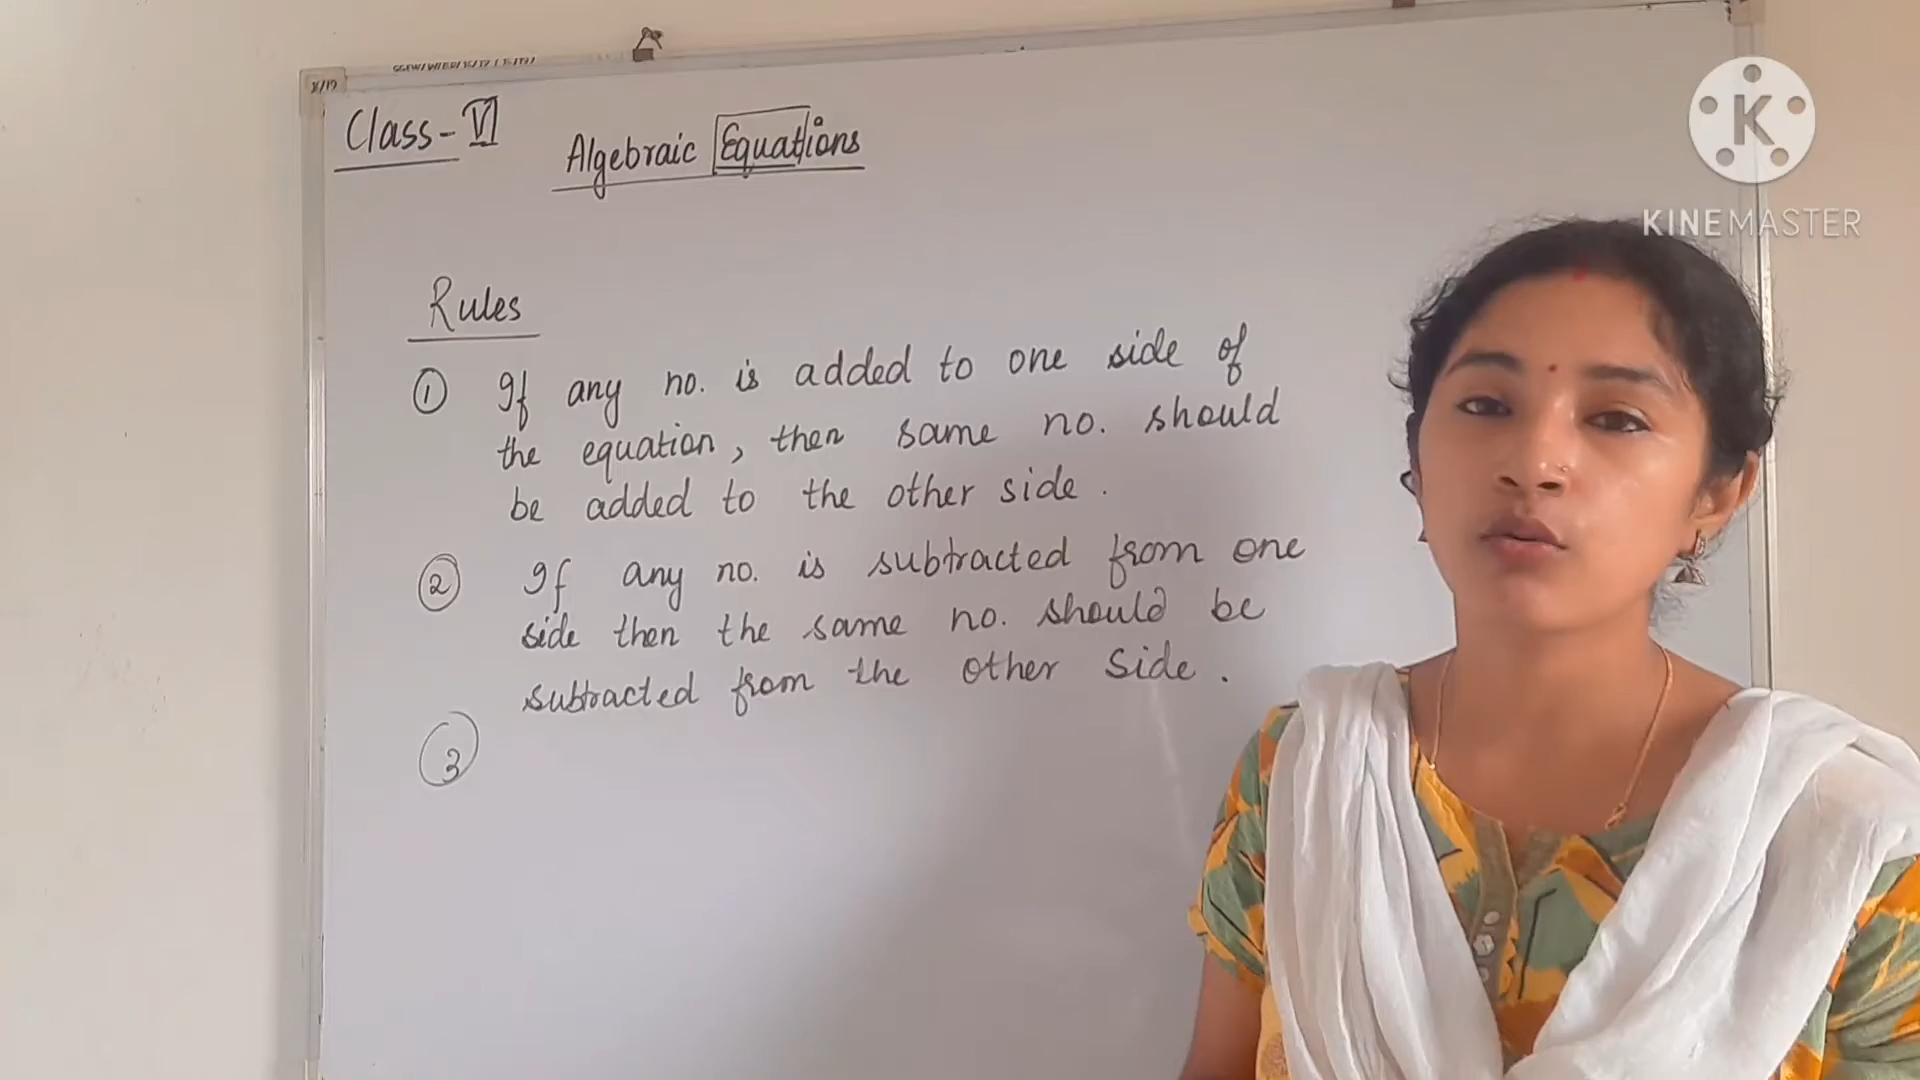 Class-VI
Algebraic Equations
Rules
① If any no. is added to one side of
the equation, then same no. should
be added to the other side.
② If any no. is subtracted from one
side then the same no. should be
subtracted from the other side.
③
K
KINEMASTER